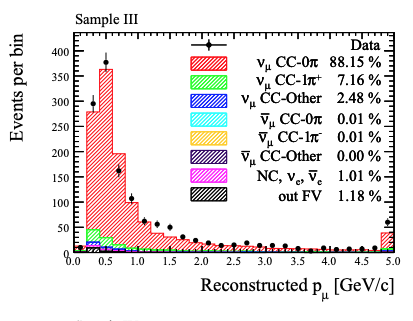 Sample III
Events per bin
400
350
300
250
200
150
100
50
0
Data
νμ CC-0π 88.15 %
νμ CC-1π⁺ 7.16 %
νμ CC-Other 2.48 %
ν̅μ CC-0π 0.01 %
ν̅μ CC-1π⁻ 0.01 %
ν̅μ CC-Other 0.00 %
NC, νe, ν̅e 1.01 %
out FV 1.18 %
0.0 0.5 1.0 1.5 2.0 2.5 3.0 3.5 4.0 4.5 5.0
Reconstructed pμ [GeV/c]